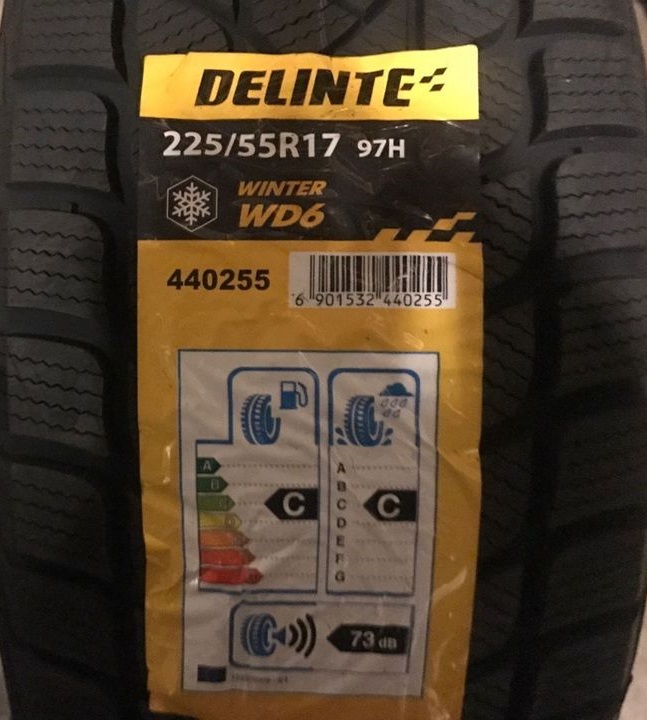 DELINTE
225/55R17 97H
WINTER
WD6
440255
6 901532 440255
A
B
C
A
B
C
D
E
F
G
C
C
73 dB